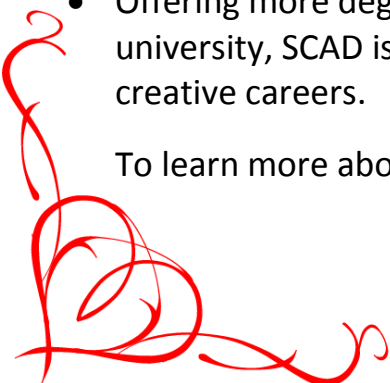 • Offering more deg
university, SCAD is
creative careers.
To learn more abo